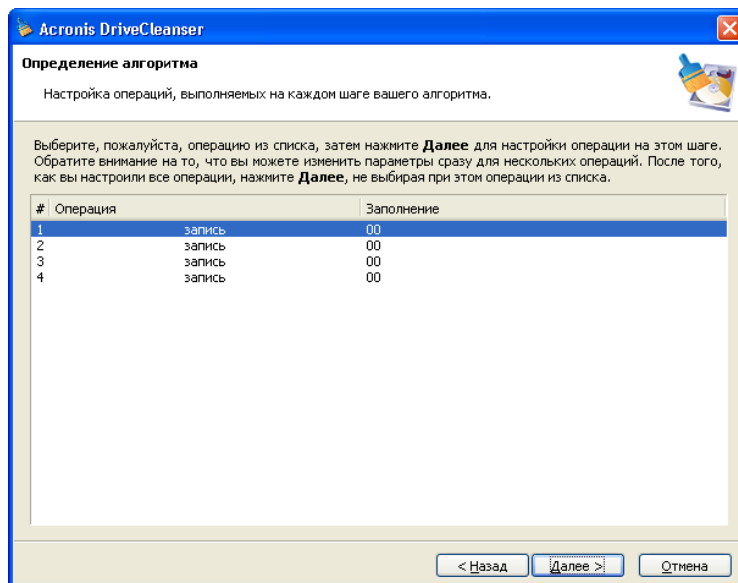 Acronis DriveCleanser
Определение алгоритма
Настройка операций, выполняемых на каждом шаге вашего алгоритма.
Выберите, пожалуйста, операцию из списка, затем нажмите Далее для настройки операции на этом шаге.
Обратите внимание на то, что вы можете изменить параметры сразу для нескольких операций. После того,
как вы настроили все операции, нажмите Далее, не выбирая при этом операции из списка.
# Операция Заполнение
1 запись 00
2 запись 00
3 запись 00
4 запись 00
< Назад Далее > Отмена